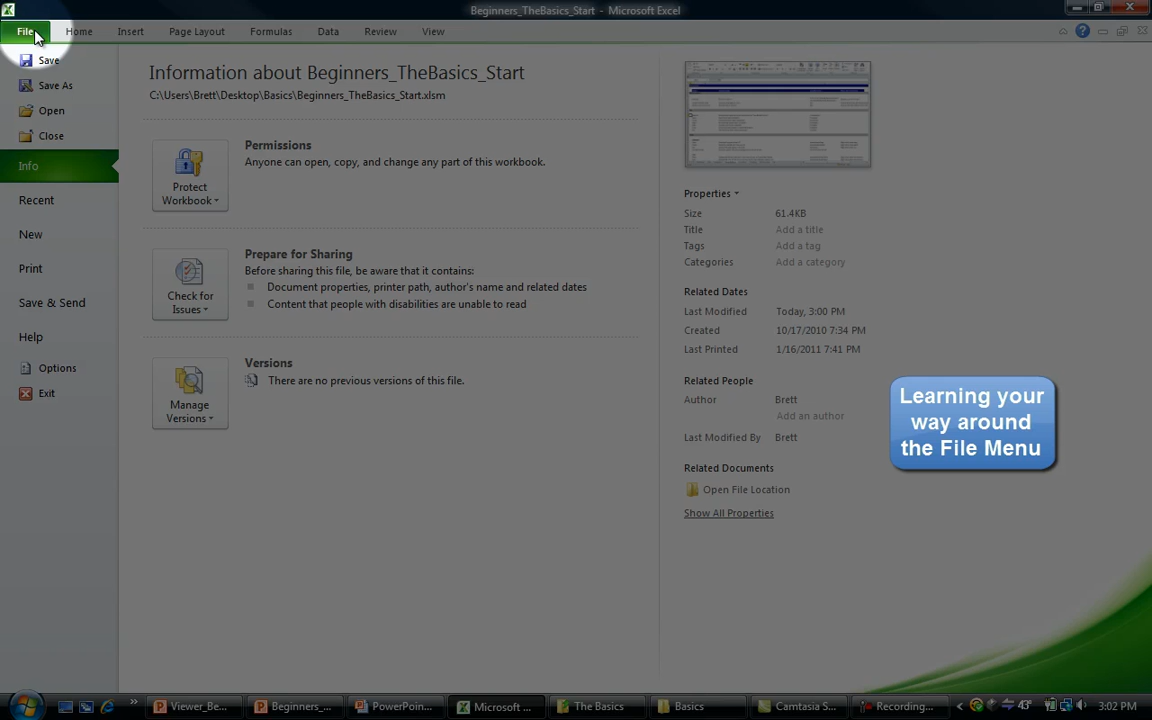 Beginners_TheBasics_Start - Microsoft Excel
File Home Insert Page Layout Formulas Data Review View
Save
Save As
Open
Close
Info
Recent
New
Print
Save & Send
Help
Options
Exit
Information about Beginners_TheBasics_Start
C:\Users\Brett\Desktop\Basics\Beginners_TheBasics_Start.xlsm
Protect
Workbook
Permissions
Anyone can open, copy, and change any part of this workbook.
Check for
Issues
Prepare for Sharing
Before sharing this file, be aware that it contains:
Document properties, printer path, author's name and related dates
Content that people with disabilities are unable to read
Manage
Versions
Versions
There are no previous versions of this file.
Properties
Size 61.4KB
Title Add a title
Tags Add a tag
Categories Add a category
Related Dates
Last Modified Today, 3:00 PM
Created 10/17/2010 7:34 PM
Last Printed 1/16/2011 7:41 PM
Related People
Author Brett
Add an author
Last Modified By Brett
Related Documents
Open File Location
Show All Properties
Learning your
way around
the File Menu
Viewer_Be... Beginners_... PowerPoin... Microsoft ... The Basics Basics Camtasia S... Recording... 43° 3:02 PM